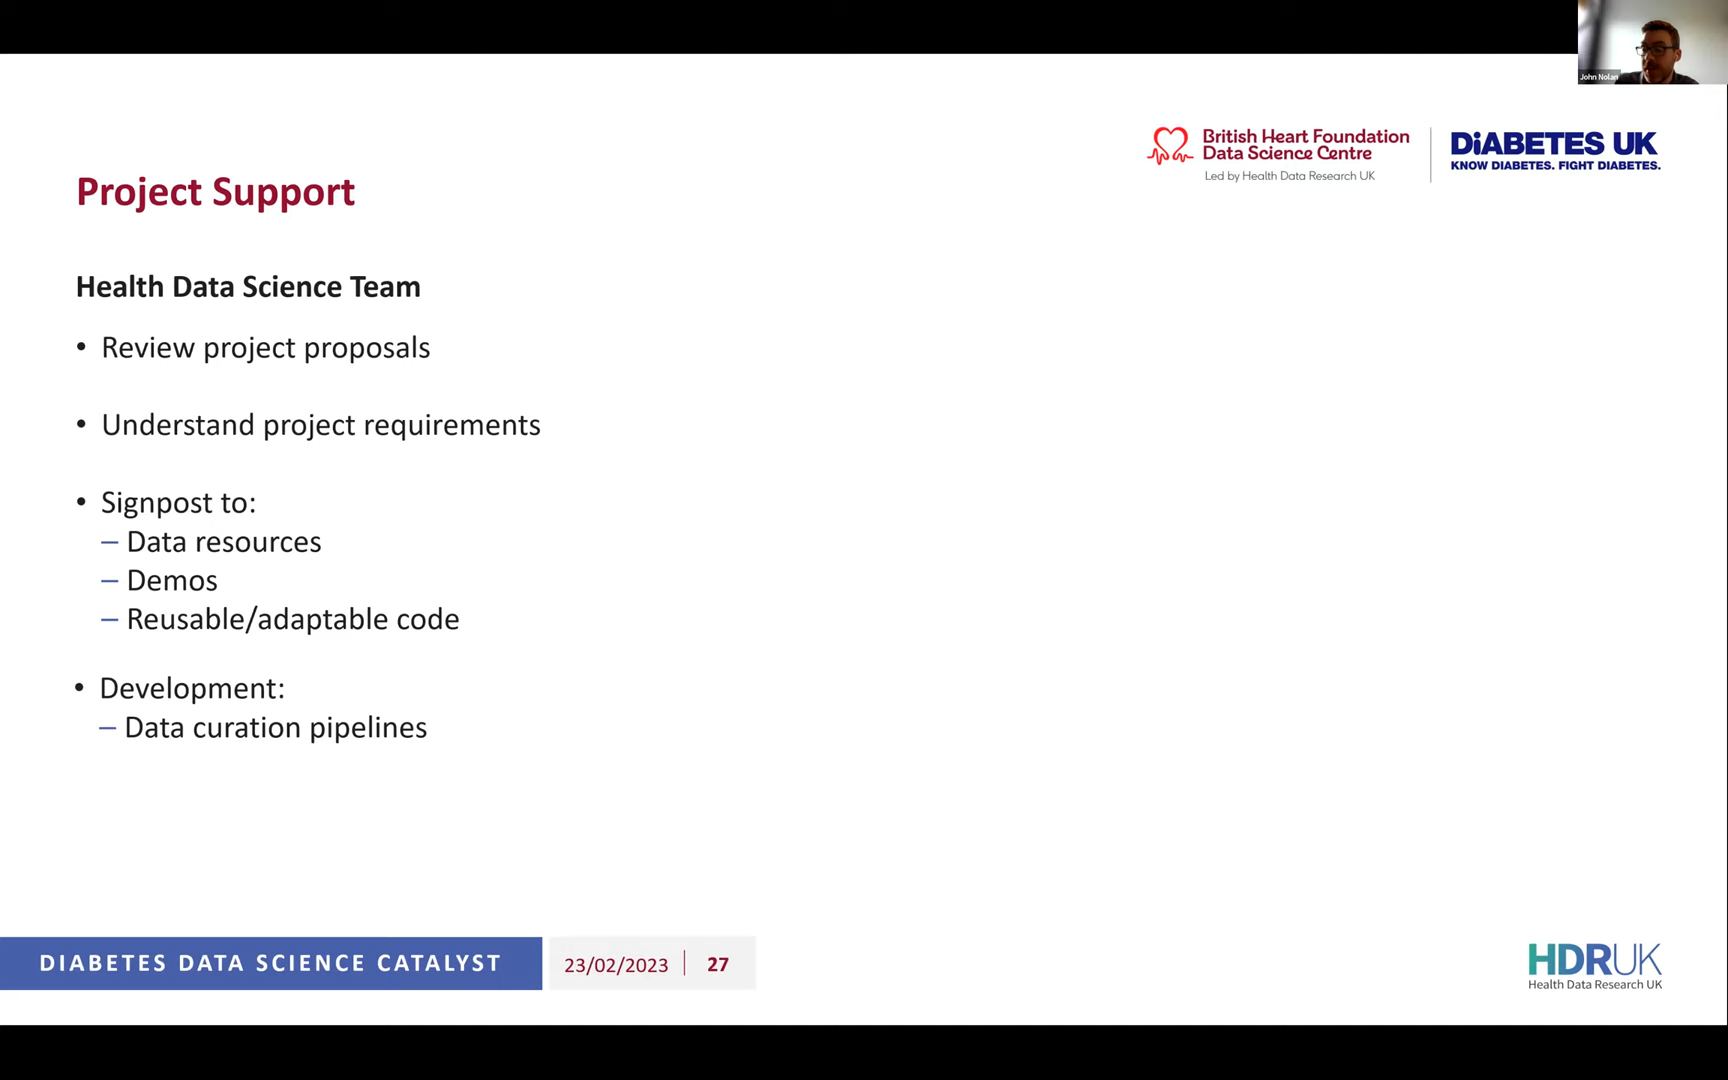 John Nolan
British Heart Foundation
Data Science Centre
Led by Health Data Research UK
DiABETES UK
KNOW DIABETES. FIGHT DIABETES.
Project Support
Health Data Science Team
• Review project proposals
• Understand project requirements
• Signpost to:
– Data resources
– Demos
– Reusable/adaptable code
• Development:
– Data curation pipelines
DIABETES DATA SCIENCE CATALYST
23/02/2023 | 27
HDRUK
Health Data Research UK